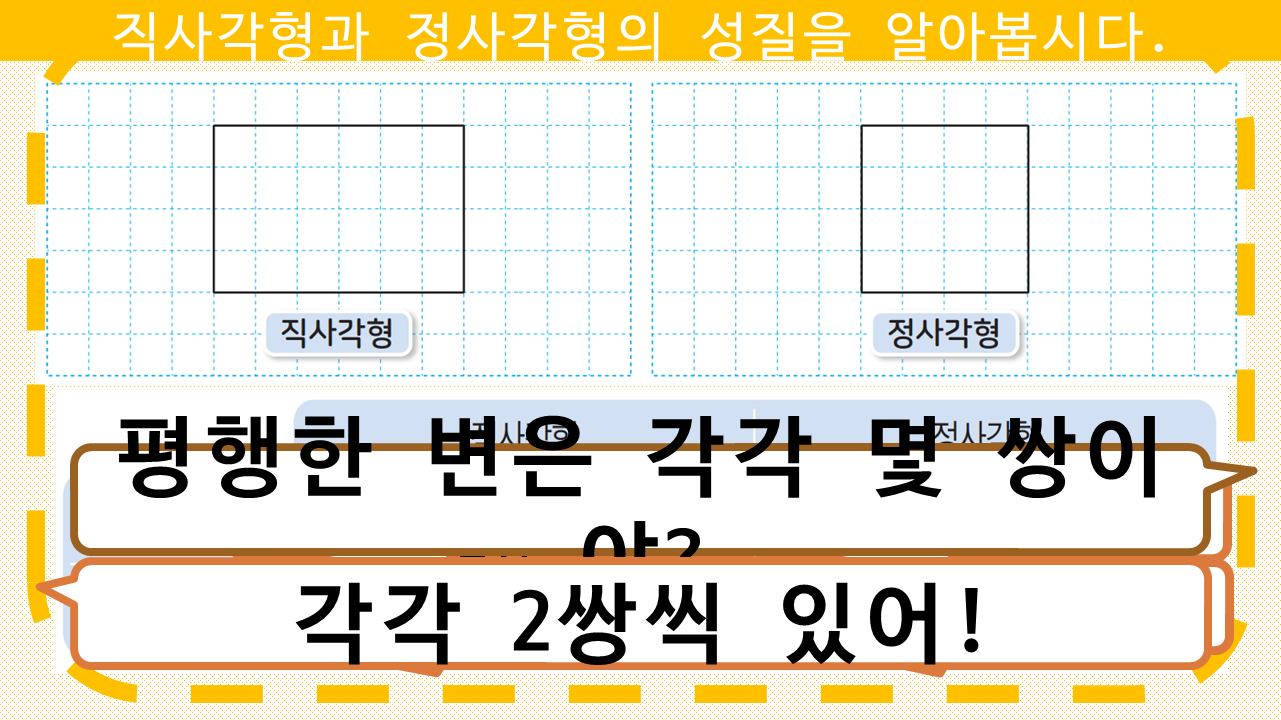 직사각형과 정사각형의 성질을 알아봅시다.
직사각형
정사각형
직사각형 정사각형
평행한 변은 각각 몇 쌍이
야?
각각 2쌍씩 있어!